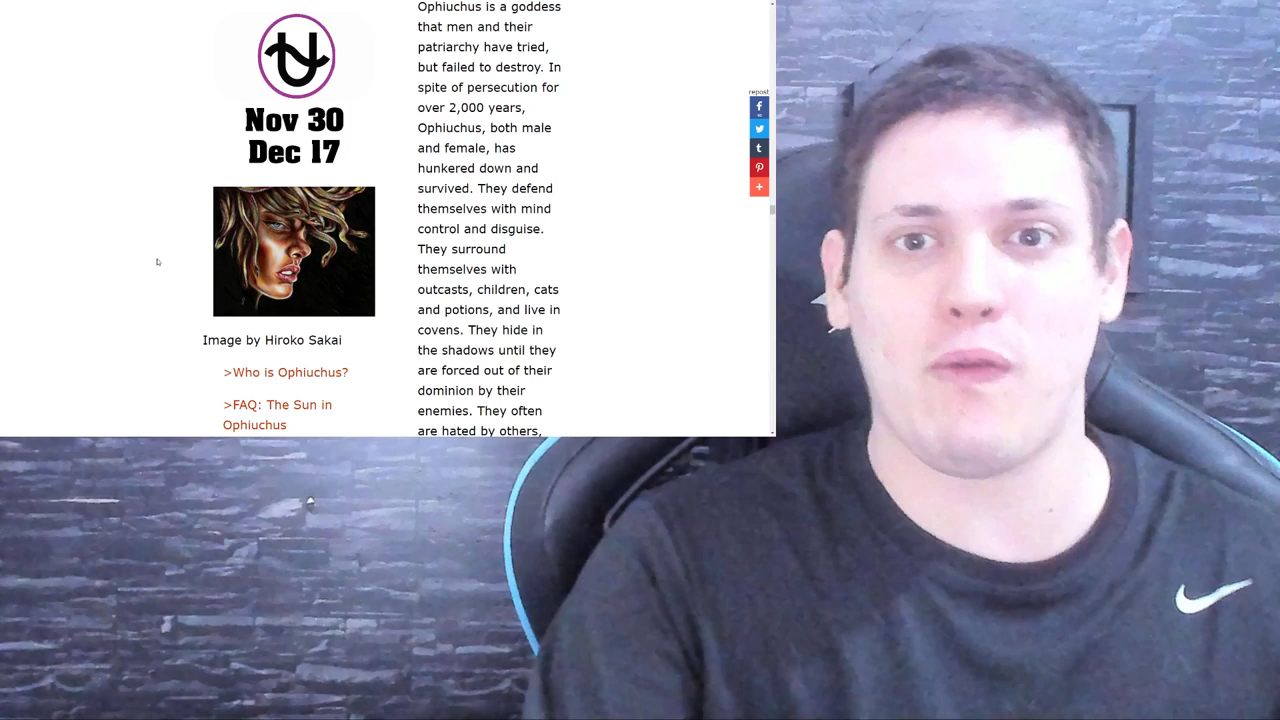 Nov 30
Dec 17
Image by Hiroko Sakai
>Who is Ophiuchus?
>FAQ: The Sun in
Ophiuchus
Ophiuchus is a goddess
that men and their
patriarchy have tried,
but failed to destroy. In
spite of persecution for
over 2,000 years,
Ophiuchus, both male
and female, has
hunkered down and
survived. They defend
themselves with mind
control and disguise.
They surround
themselves with
outcasts, children, cats
and potions, and live in
covens. They hide in
the shadows until they
are forced out of their
dominion by their
enemies. They often
are hated by others,
repost